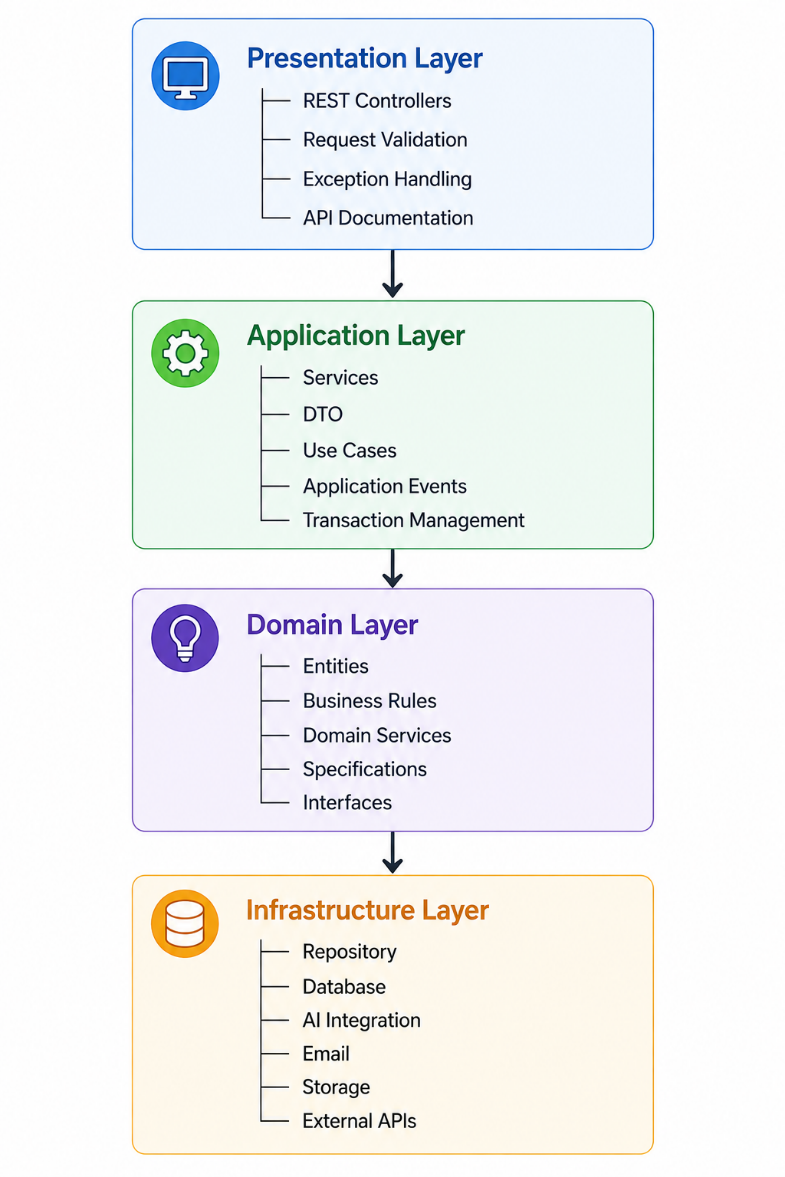 Presentation Layer
REST Controllers
Request Validation
Exception Handling
API Documentation
Application Layer
Services
DTO
Use Cases
Application Events
Transaction Management
Domain Layer
Entities
Business Rules
Domain Services
Specifications
Interfaces
Infrastructure Layer
Repository
Database
AI Integration
Email
Storage
External APIs